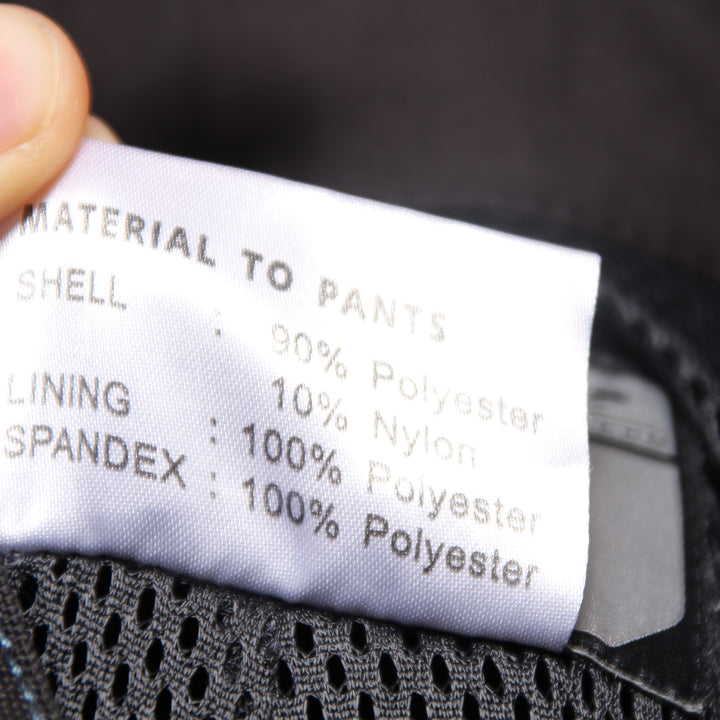 MATERIAL TO PANTS
SHELL : 90% Polyester
10% Nylon
LINING : 100% Polyester
SPANDEX : 100% Polyester